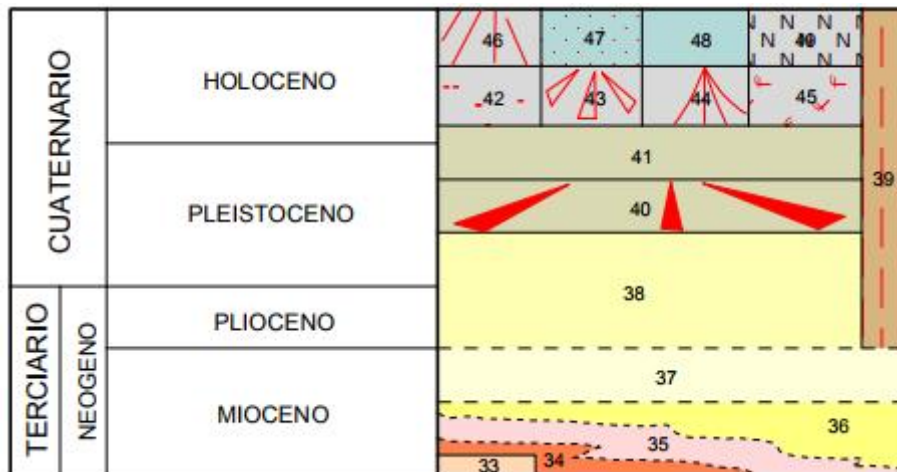 CUATERNARIO
HOLOCENO
46
47
48
42
43
44
45
PLEISTOCENO
41
40
39
38
TERCIARIO
NEOGENO
PLIOCENO
MIOCENO
37
36
35
34
33